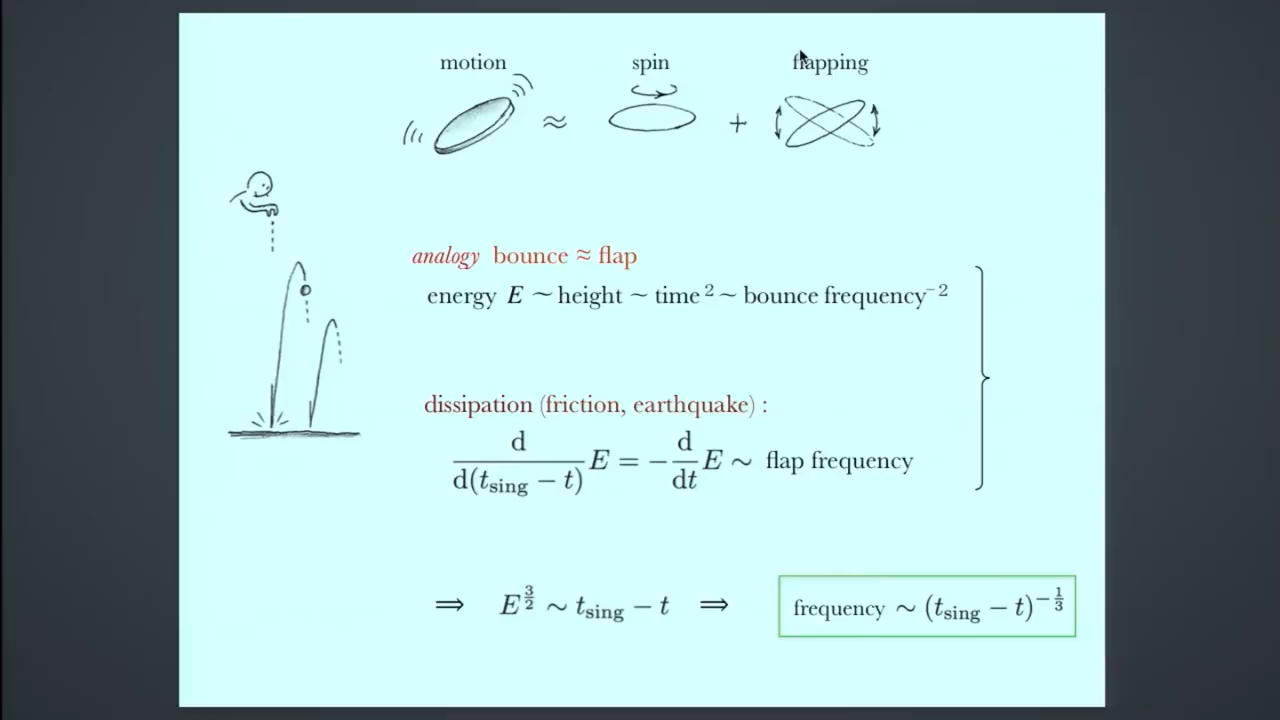 motion spin flapping
≈ +
analogy bounce ≈ flap
energy E ~ height ~ time² ~ bounce frequency⁻²
dissipation (friction, earthquake) :
d/d(t_sing − t) E = − d/dt E ~ flap frequency
⟹ E^(3/2) ~ t_sing − t ⟹ frequency ~ (t_sing − t)^(−1/3)